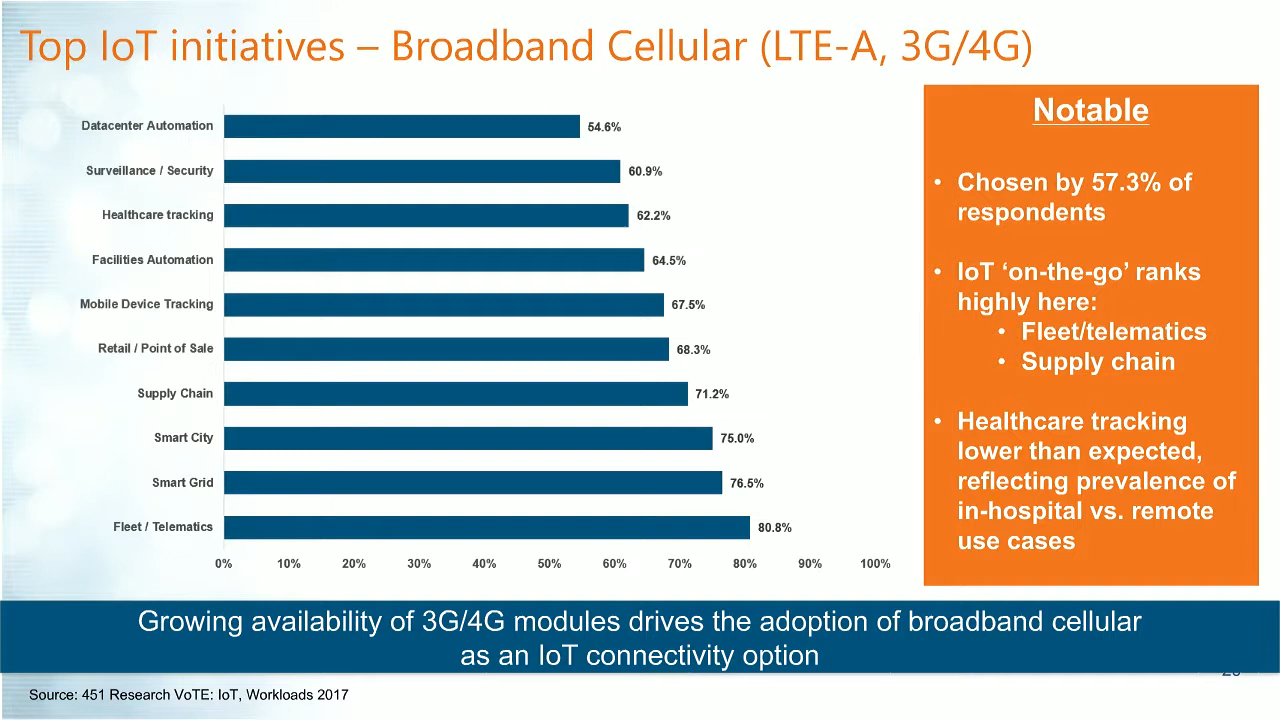 Top IoT initiatives – Broadband Cellular (LTE-A, 3G/4G)
Datacenter Automation 54.6%
Surveillance / Security 60.9%
Healthcare tracking 62.2%
Facilities Automation 64.5%
Mobile Device Tracking 67.5%
Retail / Point of Sale 68.3%
Supply Chain 71.2%
Smart City 75.0%
Smart Grid 76.5%
Fleet / Telematics 80.8%
0% 10% 20% 30% 40% 50% 60% 70% 80% 90% 100%
Notable
• Chosen by 57.3% of
respondents
• IoT ‘on-the-go’ ranks
highly here:
• Fleet/telematics
• Supply chain
• Healthcare tracking
lower than expected,
reflecting prevalence of
in-hospital vs. remote
use cases
Growing availability of 3G/4G modules drives the adoption of broadband cellular
as an IoT connectivity option
Source: 451 Research VoTE: IoT, Workloads 2017